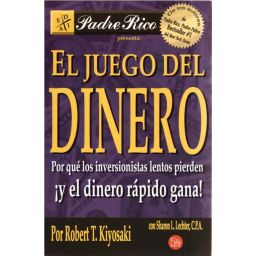 Padre Rico
presenta:
EL JUEGO DEL
DINERO
Por qué los inversionistas lentos pierden
¡y el dinero rápido gana!
Por Robert T. Kiyosaki
con Sharon L. Lechter, C.P.A.